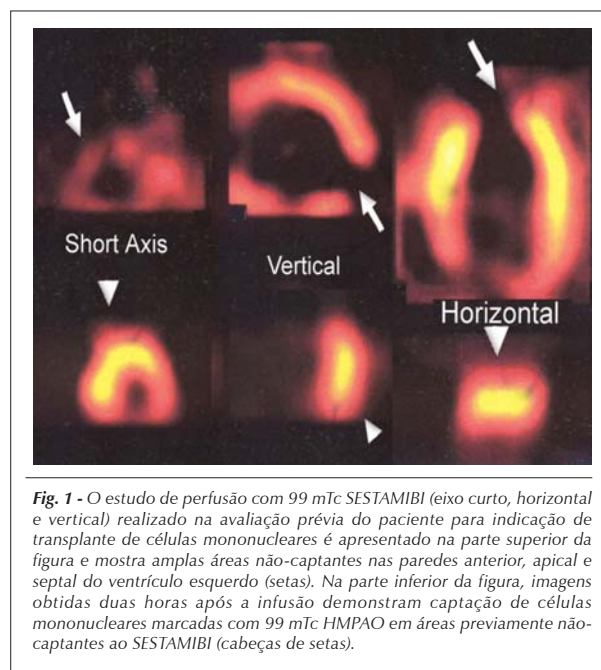 Short Axis
Vertical
Horizontal
Fig. 1 - O estudo de perfusão com 99 mTc SESTAMIBI (eixo curto, horizontal
e vertical) realizado na avaliação prévia do paciente para indicação de
transplante de células mononucleares é apresentado na parte superior da
figura e mostra amplas áreas não-captantes nas paredes anterior, apical e
septal do ventrículo esquerdo (setas). Na parte inferior da figura, imagens
obtidas duas horas após a infusão demonstram captação de células
mononucleares marcadas com 99 mTc HMPAO em áreas previamente não-
captantes ao SESTAMIBI (cabeças de setas).